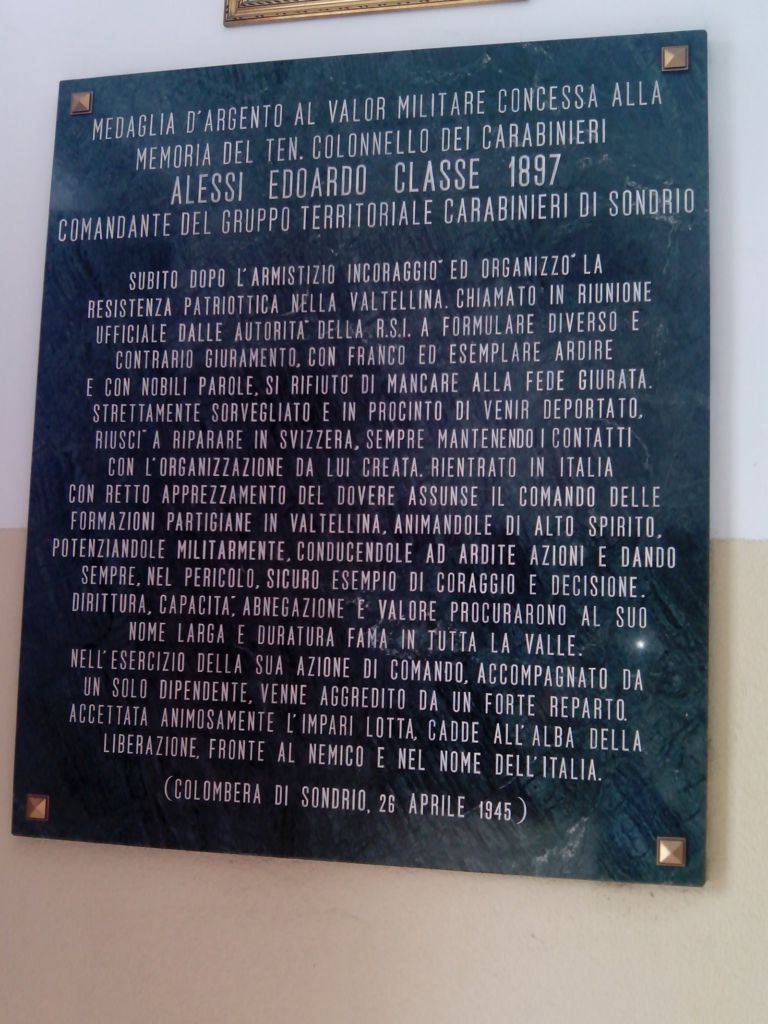 MEDAGLIA D'ARGENTO AL VALOR MILITARE CONCESSA ALLA
MEMORIA DEL TEN. COLONNELLO DEI CARABINIERI
ALESSI EDOARDO CLASSE 1897
COMANDANTE DEL GRUPPO TERRITORIALE CARABINIERI DI SONDRIO
SUBITO DOPO L'ARMISTIZIO INCORAGGIO' ED ORGANIZZO' LA
RESISTENZA PATRIOTTICA NELLA VALTELLINA. CHIAMATO IN RIUNIONE
UFFICIALE DALLE AUTORITA' DELLA R.S.I. A FORMULARE DIVERSO E
CONTRARIO GIURAMENTO, CON FRANCO ED ESEMPLARE ARDIRE
E CON NOBILI PAROLE, SI RIFIUTO' DI MANCARE ALLA FEDE GIURATA.
STRETTAMENTE SORVEGLIATO E IN PROCINTO DI VENIR DEPORTATO,
RIUSCI' A RIPARARE IN SVIZZERA, SEMPRE MANTENENDO I CONTATTI
CON L'ORGANIZZAZIONE DA LUI CREATA. RIENTRATO IN ITALIA
CON RETTO APPREZZAMENTO DEL DOVERE ASSUNSE IL COMANDO DELLE
FORMAZIONI PARTIGIANE IN VALTELLINA, ANIMANDOLE DI ALTO SPIRITO,
POTENZIANDOLE MILITARMENTE, CONDUCENDOLE AD ARDITE AZIONI E DANDO
SEMPRE, NEL PERICOLO, SICURO ESEMPIO DI CORAGGIO E DECISIONE.
DIRITTURA, CAPACITA', ABNEGAZIONE E VALORE PROCURARONO AL SUO
NOME LARGA E DURATURA FAMA IN TUTTA LA VALLE.
NELL'ESERCIZIO DELLA SUA AZIONE DI COMANDO, ACCOMPAGNATO DA
UN SOLO DIPENDENTE, VENNE AGGREDITO DA UN FORTE REPARTO.
ACCETTATA ANIMOSAMENTE L'IMPARI LOTTA, CADDE ALL'ALBA DELLA
LIBERAZIONE, FRONTE AL NEMICO E NEL NOME DELL'ITALIA.
(COLOMBERA DI SONDRIO, 26 APRILE 1945)